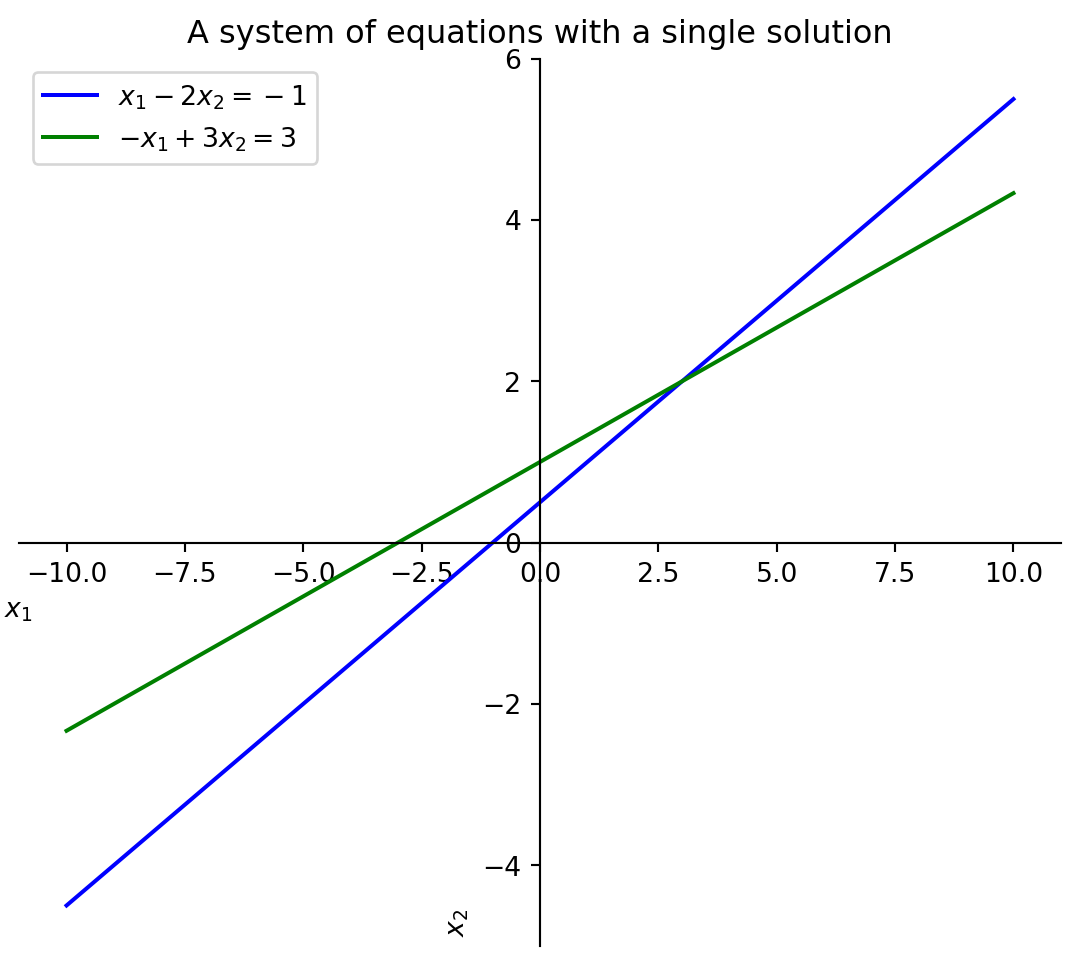 A system of equations with a single solution
x₁ − 2x₂ = − 1
−x₁ + 3x₂ = 3
6
4
2
0
−10.0 −7.5 −5.0 −2.5 0.0 2.5 5.0 7.5 10.0
x₁
−2
−4
x₂